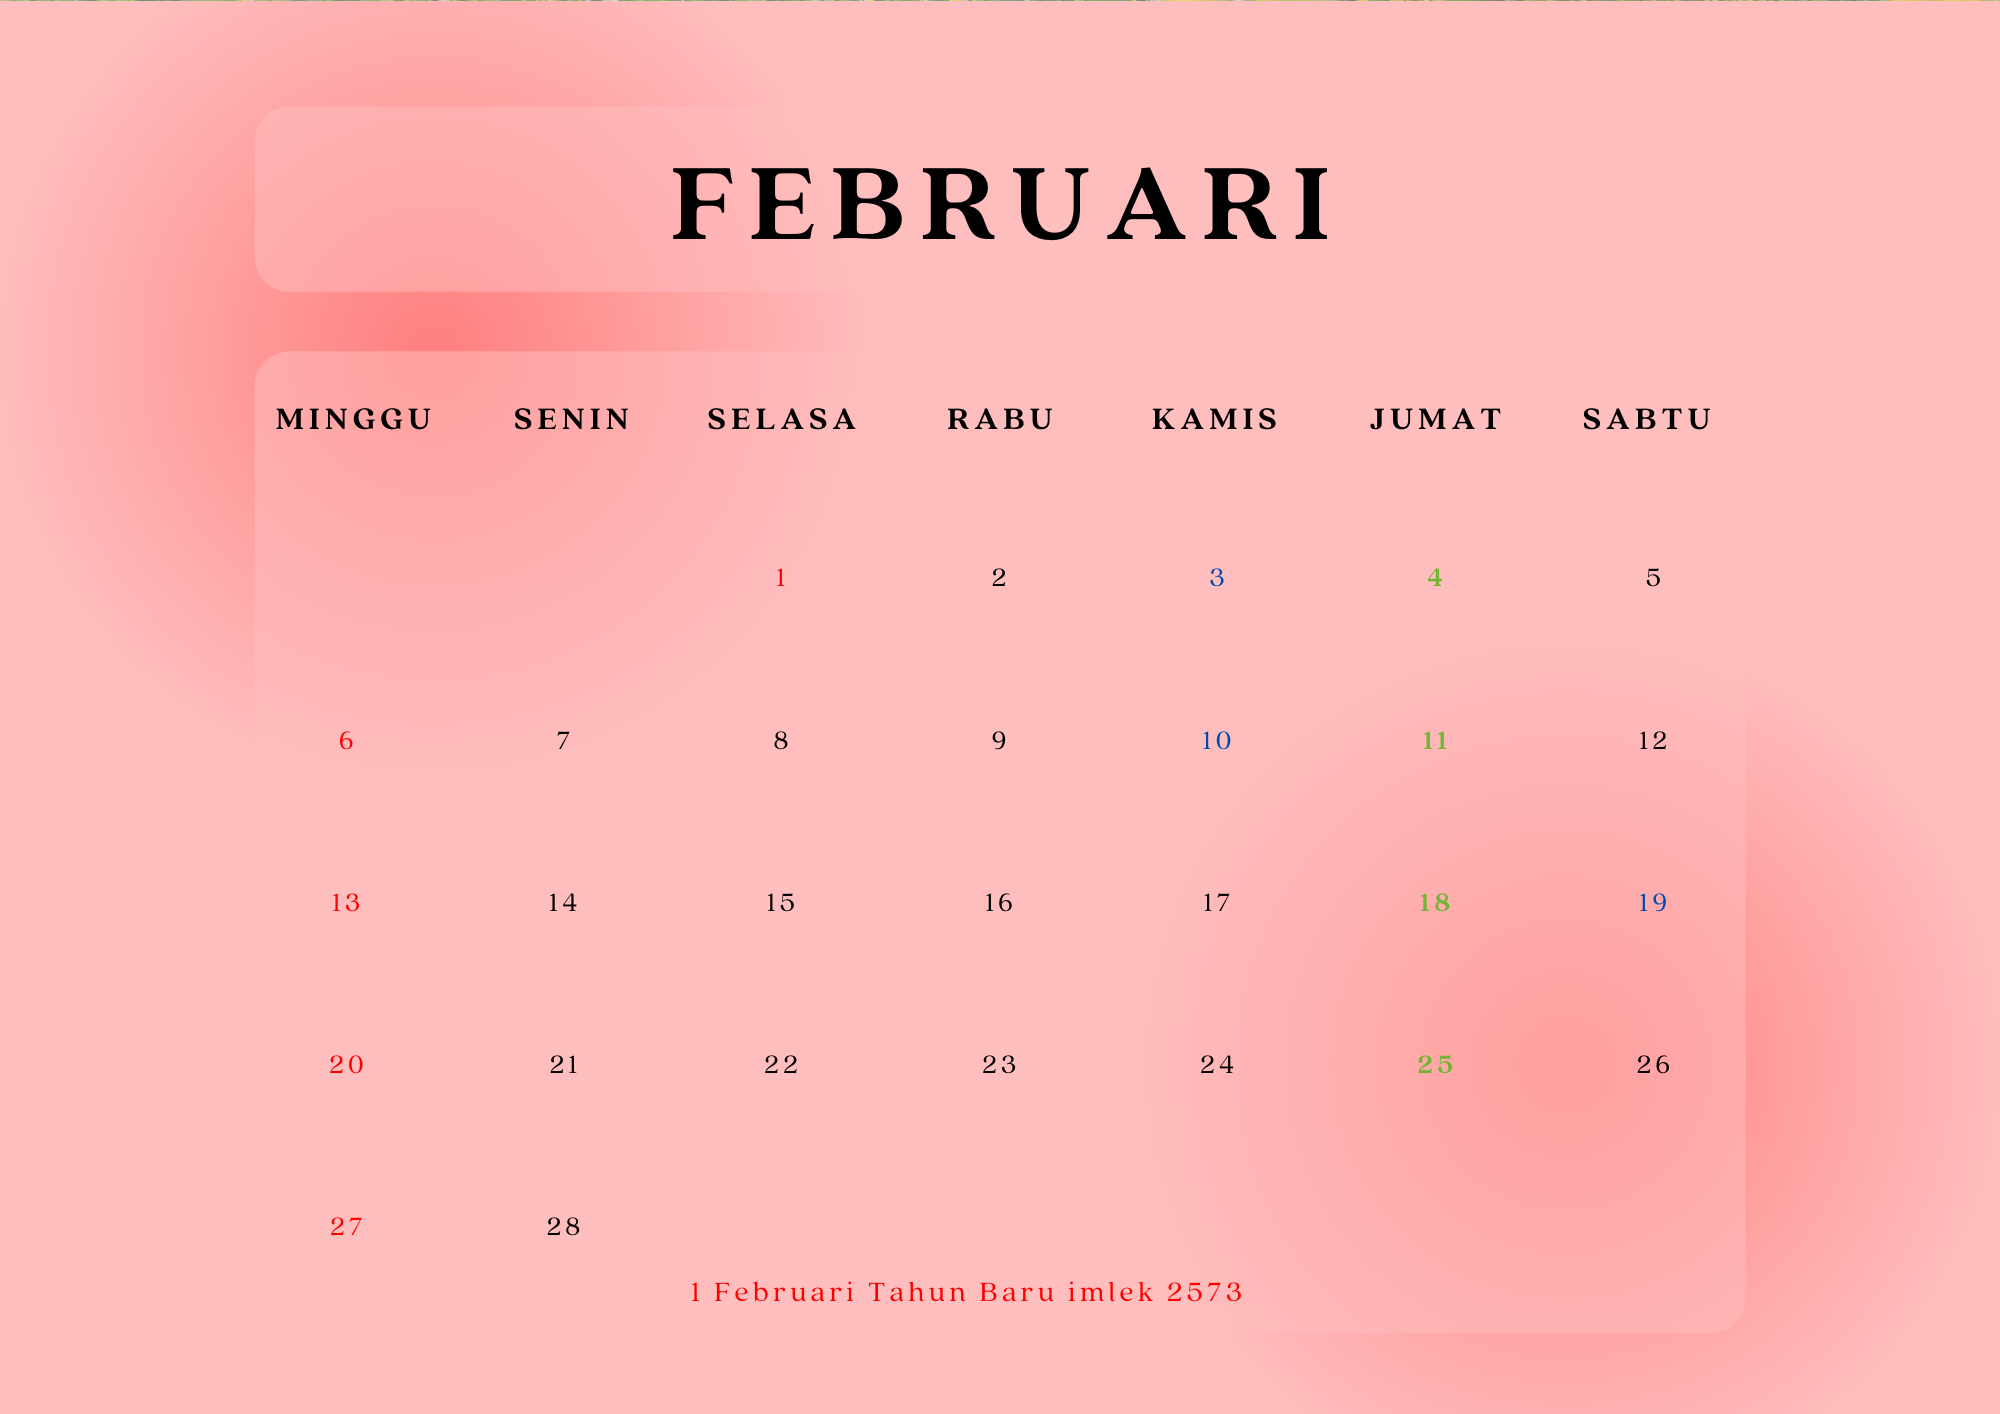 FEBRUARI
MINGGU SENIN SELASA RABU KAMIS JUMAT SABTU
1 2 3 4 5
6 7 8 9 10 11 12
13 14 15 16 17 18 19
20 21 22 23 24 25 26
27 28
1 Februari Tahun Baru imlek 2573